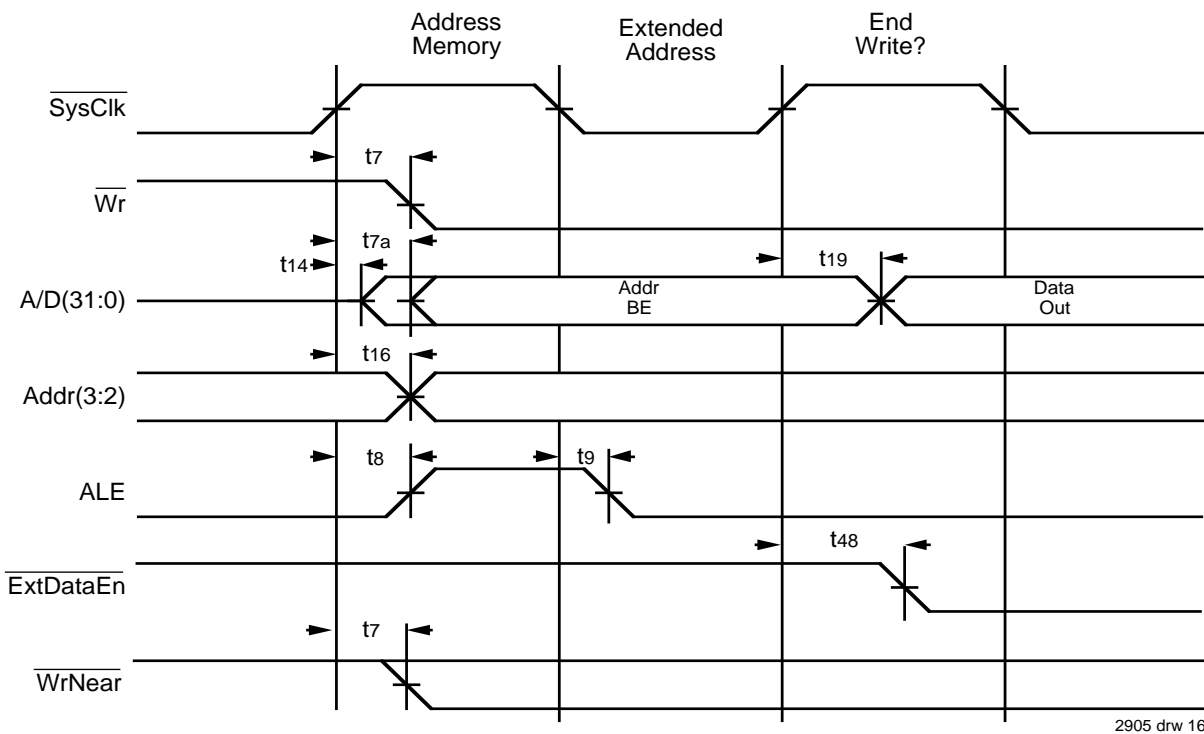 Address
Memory
Extended
Address
End
Write?
SysClk
t7
Wr
t7a
t14
t19
A/D(31:0)
Addr
BE
Data
Out
t16
Addr(3:2)
t8
t9
ALE
t48
ExtDataEn
t7
WrNear
2905 drw 16